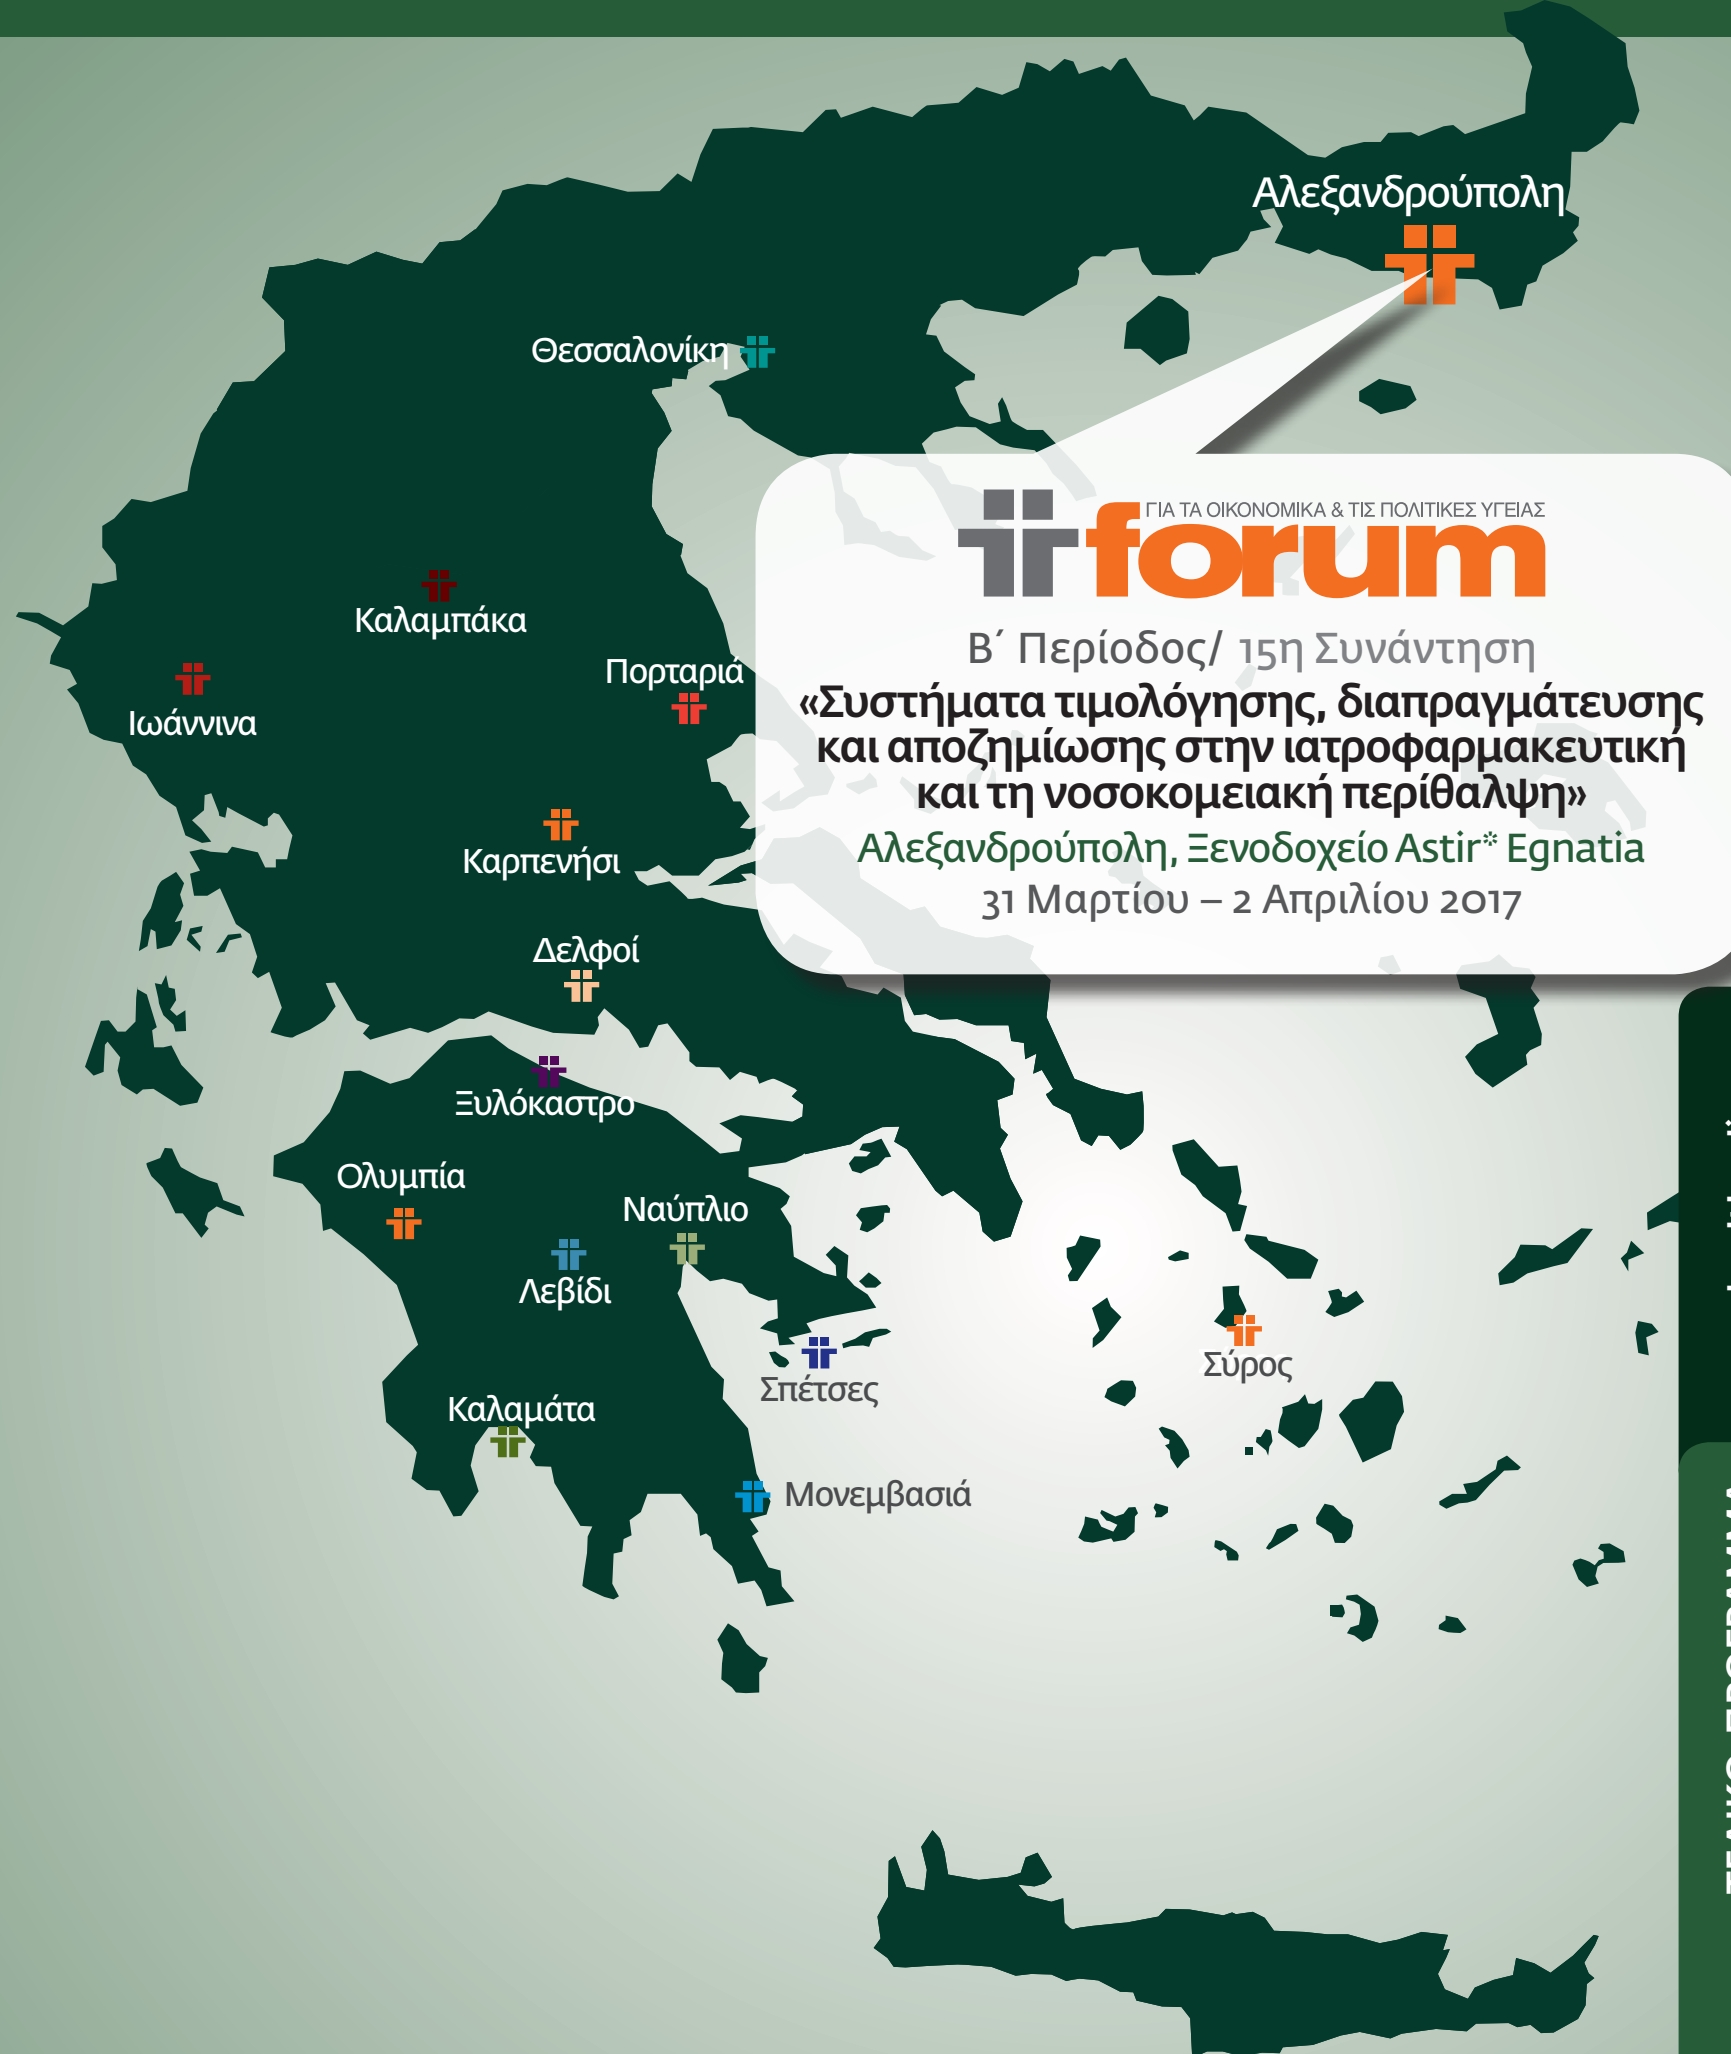 Αλεξανδρούπολη
Θεσσαλονίκη
ΓΙΑ ΤΑ ΟΙΚΟΝΟΜΙΚΑ & ΤΙΣ ΠΟΛΙΤΙΚΕΣ ΥΓΕΙΑΣ
forum
Β΄ Περίοδος/ 15η Συνάντηση
«Συστήματα τιμολόγησης, διαπραγμάτευσης
και αποζημίωσης στην ιατροφαρμακευτική
και τη νοσοκομειακή περίθαλψη»
Αλεξανδρούπολη, Ξενοδοχείο Astir* Egnatia
31 Μαρτίου – 2 Απριλίου 2017
Καλαμπάκα
Πορταριά
Ιωάννινα
Καρπενήσι
Δελφοί
Ξυλόκαστρο
Ολυμπία
Ναύπλιο
Λεβίδι
Σύρος
Σπέτσες
Καλαμάτα
Μονεμβασιά